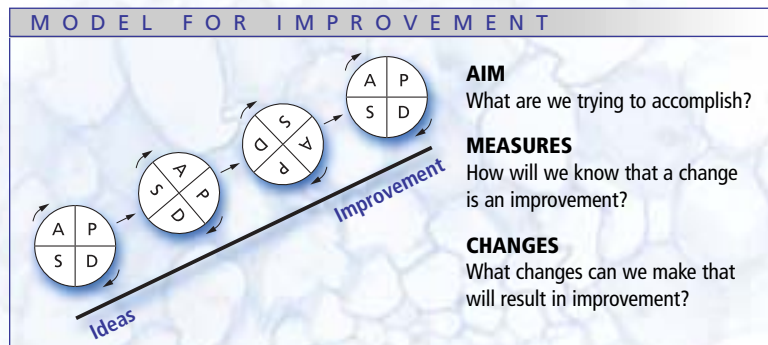 MODEL FOR IMPROVEMENT
A P
S D
A
P
S
D
S
A
D
P
A P
S D
Ideas
Improvement
AIM
What are we trying to accomplish?
MEASURES
How will we know that a change
is an improvement?
CHANGES
What changes can we make that
will result in improvement?